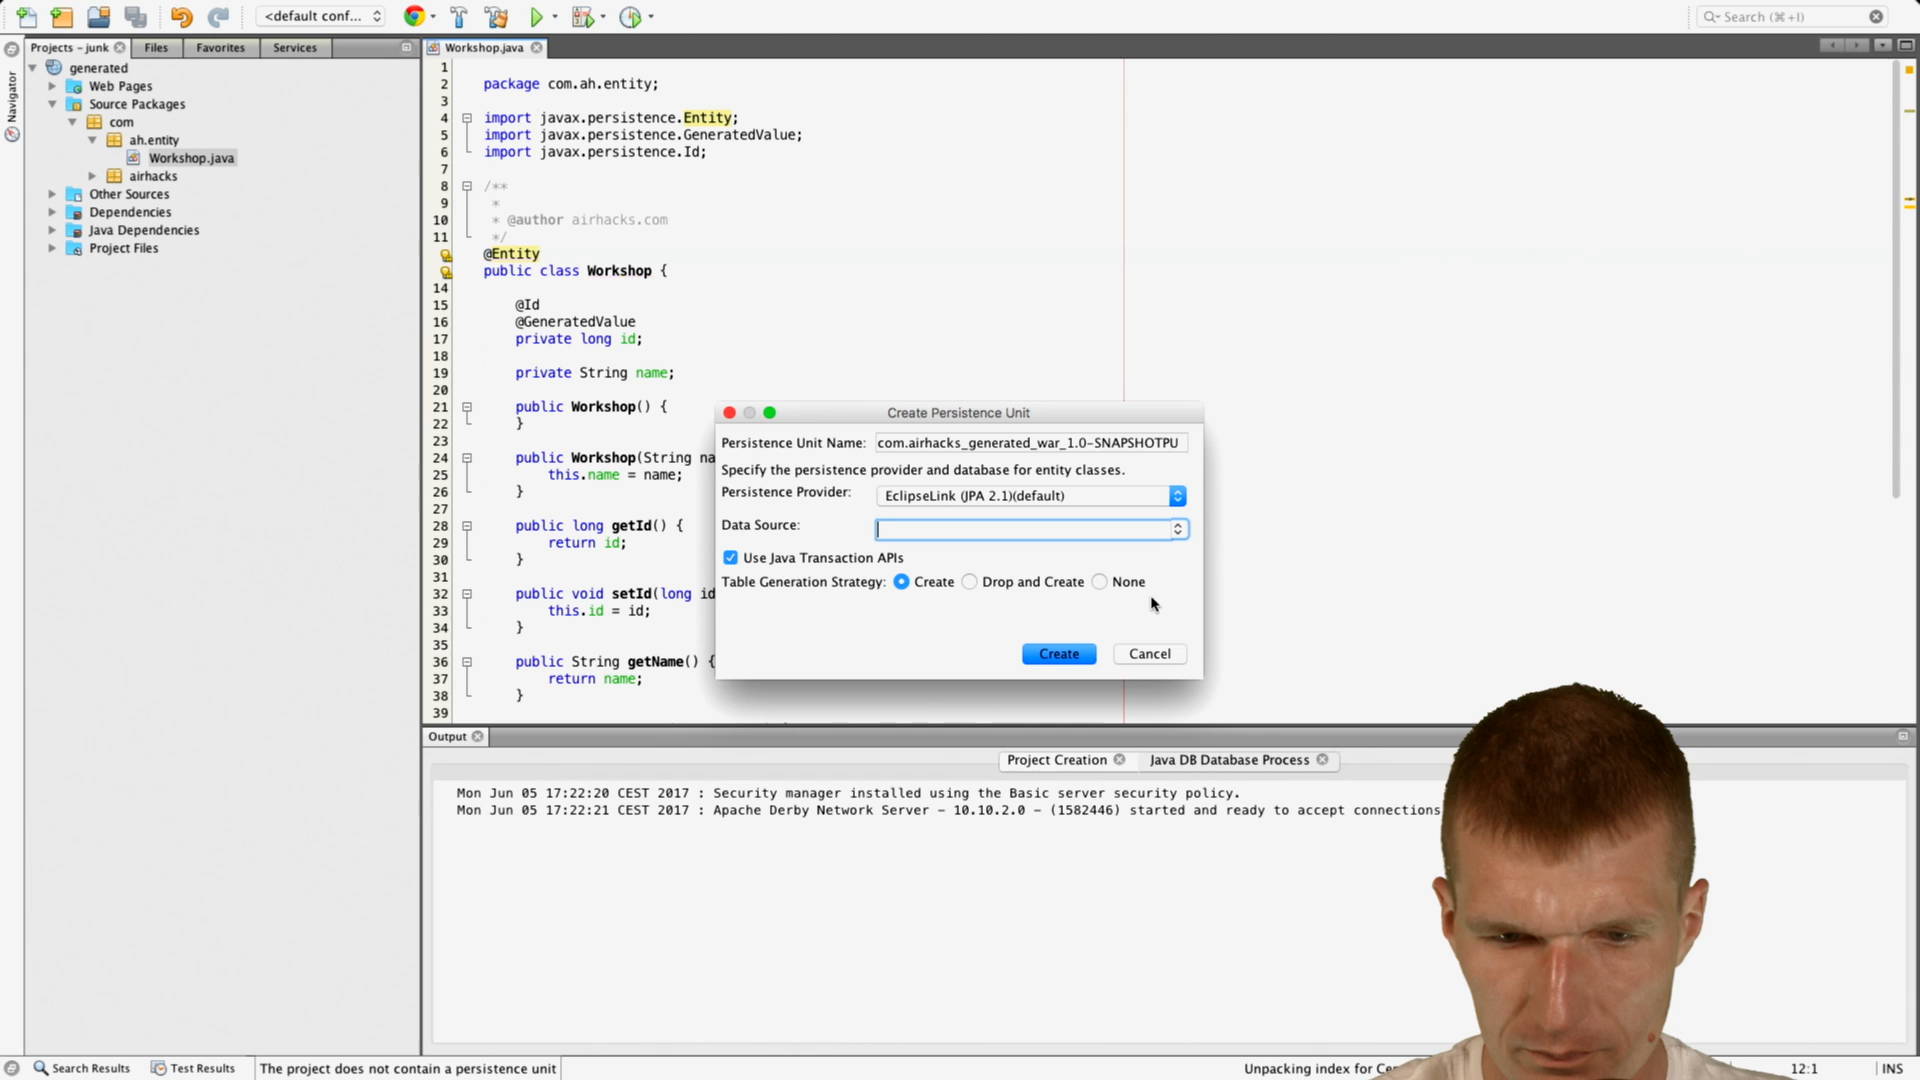 <default conf...
Search (⌘+I)
Projects – junk
Files
Favorites
Services
Workshop.java
Navigator
generated
Web Pages
Source Packages
com
ah.entity
Workshop.java
airhacks
Other Sources
Dependencies
Java Dependencies
Project Files
1
2 package com.ah.entity;
3
4 import javax.persistence.Entity;
5 import javax.persistence.GeneratedValue;
6 import javax.persistence.Id;
7
8 /**
9 *
10 * @author airhacks.com
11 */
@Entity
public class Workshop {
14
15 @Id
16 @GeneratedValue
17 private long id;
18
19 private String name;
20
21 public Workshop() {
22 }
23
24 public Workshop(String na
25 this.name = name;
26 }
27
28 public long getId() {
29 return id;
30 }
31
32 public void setId(long id
33 this.id = id;
34 }
35
36 public String getName() {
37 return name;
38 }
39
Create Persistence Unit
Persistence Unit Name: com.airhacks_generated_war_1.0-SNAPSHOTPU
Specify the persistence provider and database for entity classes.
Persistence Provider: EclipseLink (JPA 2.1)(default)
Data Source:
Use Java Transaction APIs
Table Generation Strategy: Create Drop and Create None
Create
Cancel
Output
Project Creation
Java DB Database Process
Mon Jun 05 17:22:20 CEST 2017 : Security manager installed using the Basic server security policy.
Mon Jun 05 17:22:21 CEST 2017 : Apache Derby Network Server - 10.10.2.0 - (1582446) started and ready to accept connections
Search Results
Test Results
The project does not contain a persistence unit
Unpacking index for Ce
12:1
INS